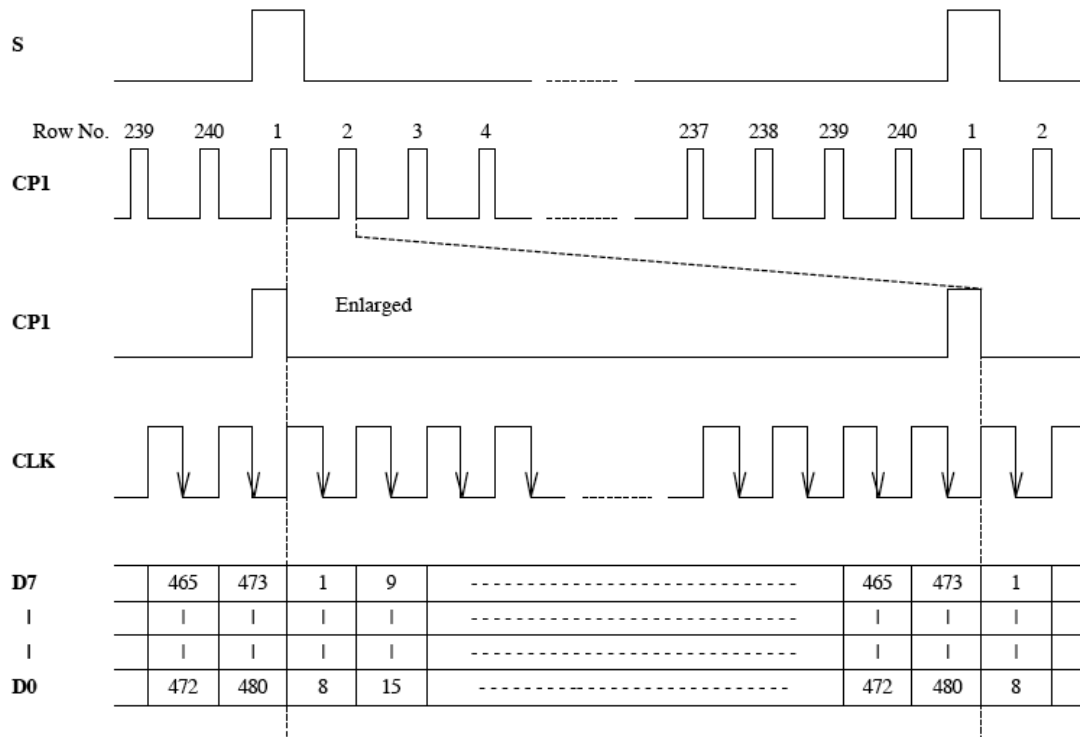 S
Row No. 239 240 1 2 3 4 237 238 239 240 1 2
CP1
Enlarged
CP1
CLK
D7 465 473 1 9 465 473 1
D0 472 480 8 15 472 480 8